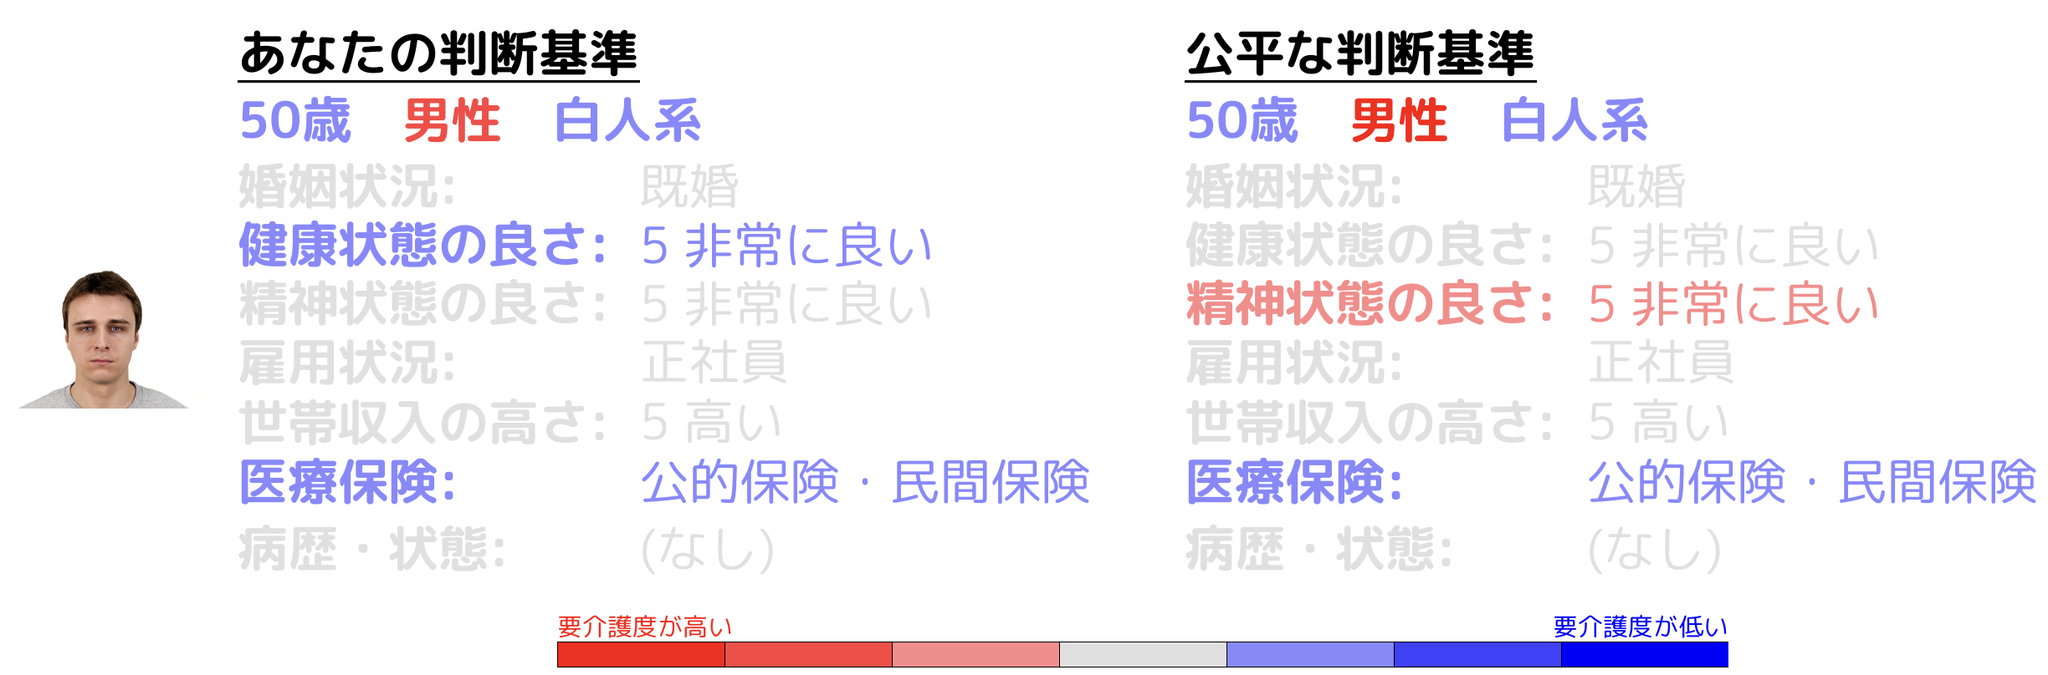 あなたの判断基準
50歳 男性 白人系
婚姻状況: 既婚
健康状態の良さ: 5 非常に良い
精神状態の良さ: 5 非常に良い
雇用状況: 正社員
世帯収入の高さ: 5 高い
医療保険: 公的保険・民間保険
病歴・状態: (なし)
公平な判断基準
50歳 男性 白人系
婚姻状況: 既婚
健康状態の良さ: 5 非常に良い
精神状態の良さ: 5 非常に良い
雇用状況: 正社員
世帯収入の高さ: 5 高い
医療保険: 公的保険・民間保険
病歴・状態: (なし)
要介護度が高い
要介護度が低い